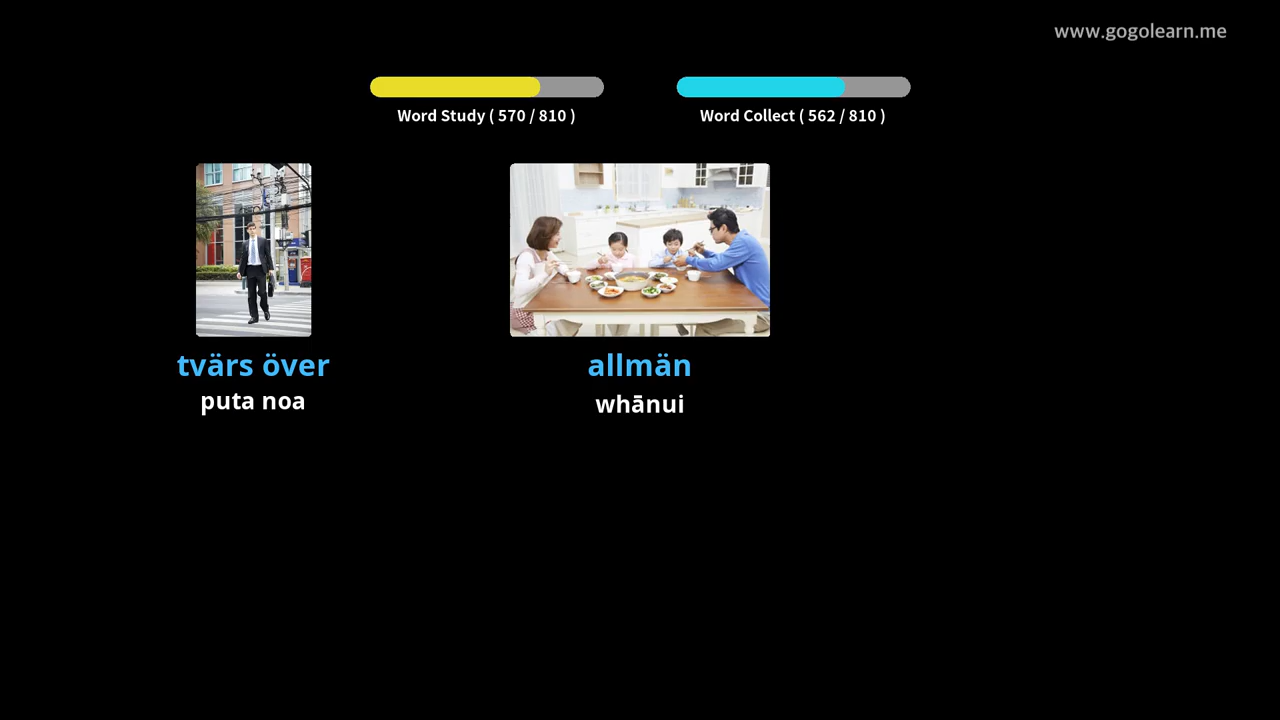 www.gogolearn.me
Word Study ( 570 / 810 )
Word Collect ( 562 / 810 )
tvärs över
puta noa
allmän
whānui